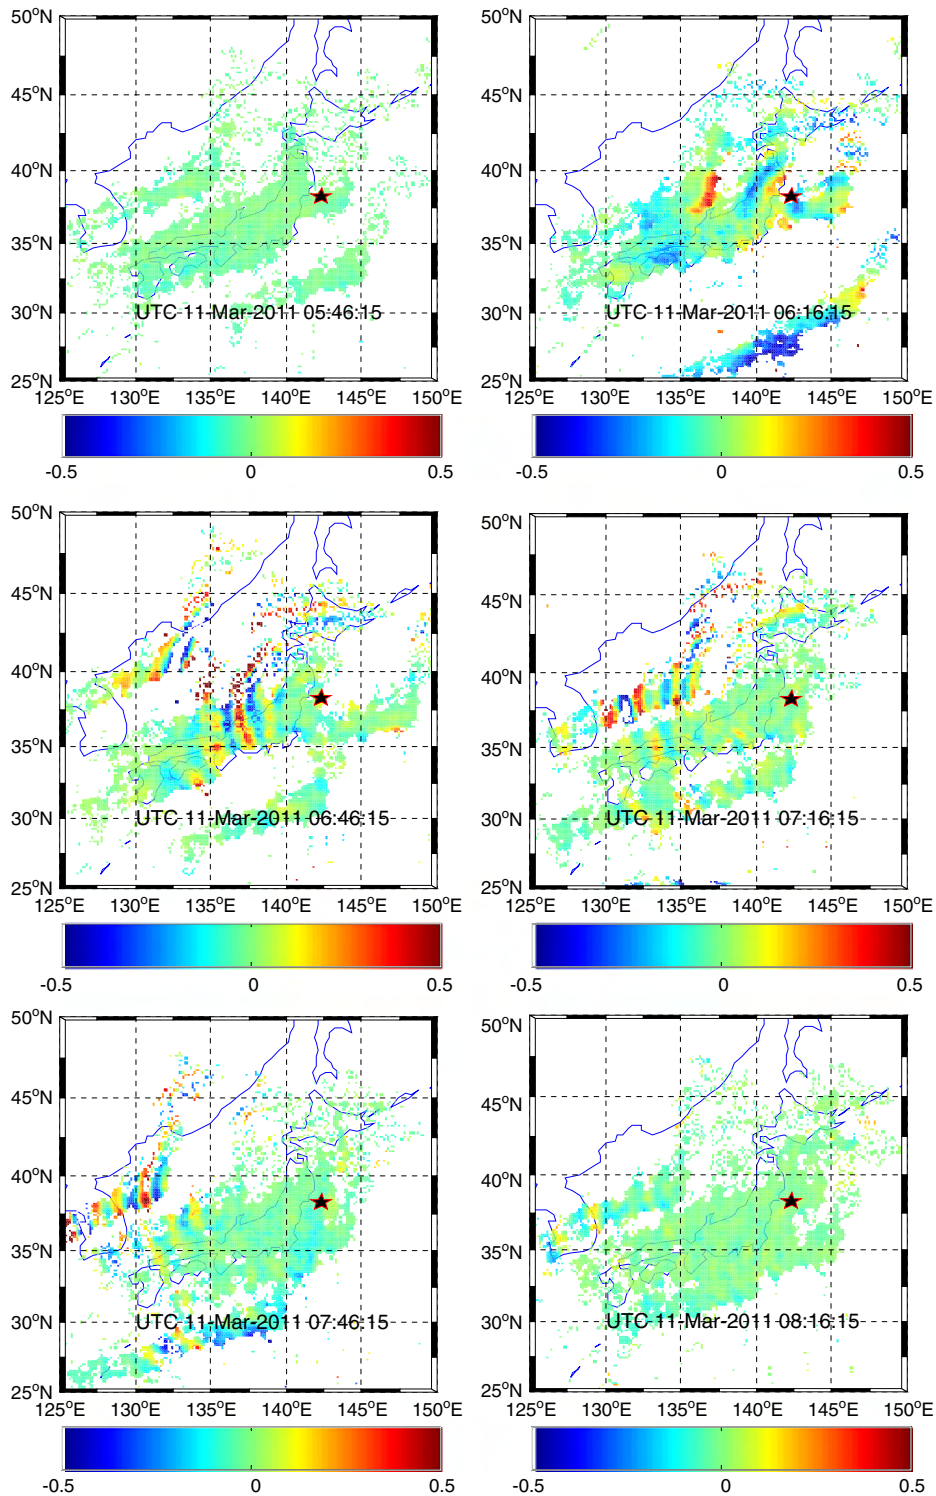 50°N 50°N
45°N 45°N
40°N 40°N
35°N 35°N
30°N UTC 11-Mar-2011 05:46:15 30°N UTC 11-Mar-2011 06:16:15
25°N 25°N
125°E 130°E 135°E 140°E 145°E 150°E 125°E 130°E 135°E 140°E 145°E 150°E
-0.5 0 0.5 -0.5 0 0.5
50°N 50°N
45°N 45°N
40°N 40°N
35°N 35°N
30°N UTC 11-Mar-2011 06:46:15 30°N UTC 11-Mar-2011 07:16:15
25°N 25°N
125°E 130°E 135°E 140°E 145°E 150°E 125°E 130°E 135°E 140°E 145°E 150°E
-0.5 0 0.5 -0.5 0 0.5
50°N 50°N
45°N 45°N
40°N 40°N
35°N 35°N
30°N UTC 11-Mar-2011 07:46:15 30°N UTC 11-Mar-2011 08:16:15
25°N 25°N
125°E 130°E 135°E 140°E 145°E 150°E 125°E 130°E 135°E 140°E 145°E 150°E
-0.5 0 0.5 -0.5 0 0.5